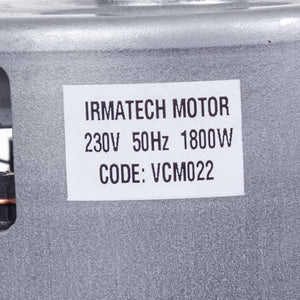 IRMATECH MOTOR
230V 50Hz 1800W
CODE: VCM022